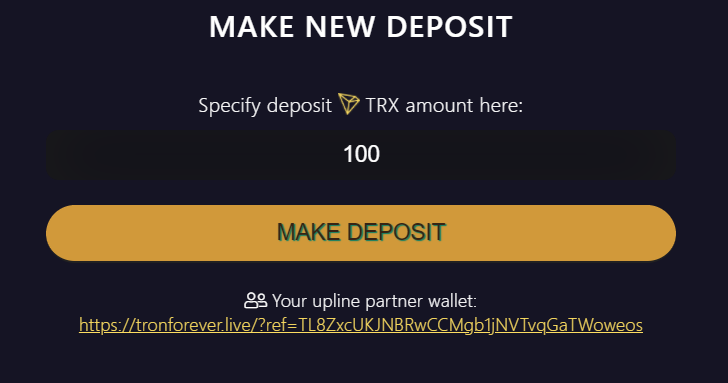 MAKE NEW DEPOSIT
Specify deposit TRX amount here:
100
MAKE DEPOSIT
Your upline partner wallet:
https://tronforever.live/?ref=TL8ZxcUKJNBRwCCMgb1jNVTvqGaTWoweos